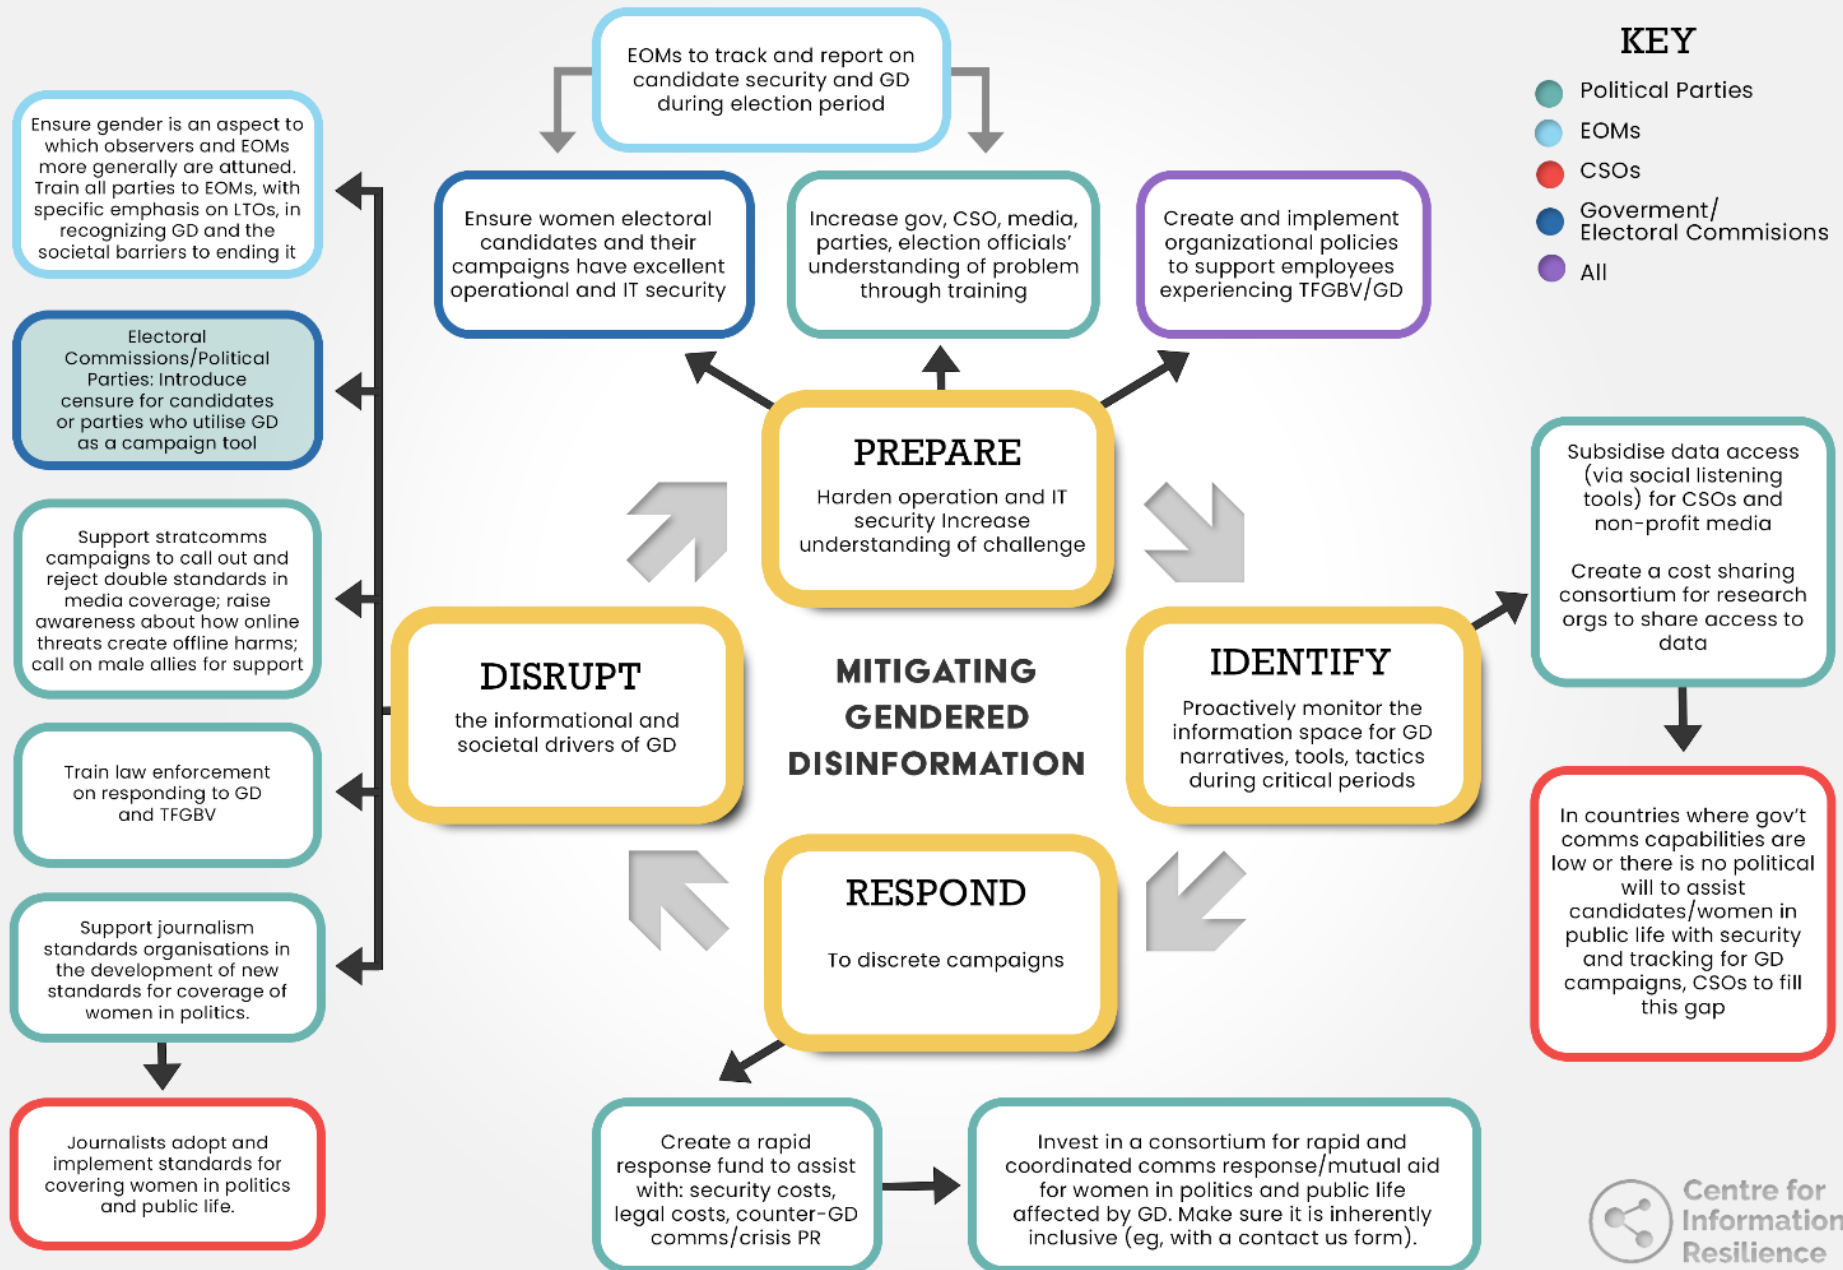 EOMs to track and report on
candidate security and GD
during election period
KEY
Political Parties
EOMs
CSOs
Goverment/
Electoral Commisions
All
Ensure gender is an aspect to
which observers and EOMs
more generally are attuned.
Train all parties to EOMs, with
specific emphasis on LTOs, in
recognizing GD and the
societal barriers to ending it
Ensure women electoral
candidates and their
campaigns have excellent
operational and IT security
Increase gov, CSO, media,
parties, election officials'
understanding of problem
through training
Create and implement
organizational policies
to support employees
experiencing TFGBV/GD
Electoral
Commissions/Political
Parties: Introduce
censure for candidates
or parties who utilise GD
as a campaign tool
PREPARE
Harden operation and IT
security Increase
understanding of challenge
Subsidise data access
(via social listening
tools) for CSOs and
non-profit media
Create a cost sharing
consortium for research
orgs to share access to
data
Support stratcomms
campaigns to call out and
reject double standards in
media coverage; raise
awareness about how online
threats create offline harms;
call on male allies for support
DISRUPT
the informational and
societal drivers of GD
MITIGATING
GENDERED
DISINFORMATION
IDENTIFY
Proactively monitor the
information space for GD
narratives, tools, tactics
during critical periods
Train law enforcement
on responding to GD
and TFGBV
In countries where gov't
comms capabilities are
low or there is no political
will to assist
candidates/women in
public life with security
and tracking for GD
campaigns, CSOs to fill
this gap
RESPOND
To discrete campaigns
Support journalism
standards organisations in
the development of new
standards for coverage of
women in politics.
Journalists adopt and
implement standards for
covering women in politics
and public life.
Create a rapid
response fund to assist
with: security costs,
legal costs, counter-GD
comms/crisis PR
Invest in a consortium for rapid and
coordinated comms response/mutual aid
for women in politics and public life
affected by GD. Make sure it is inherently
inclusive (eg, with a contact us form).
Centre for
Information
Resilience